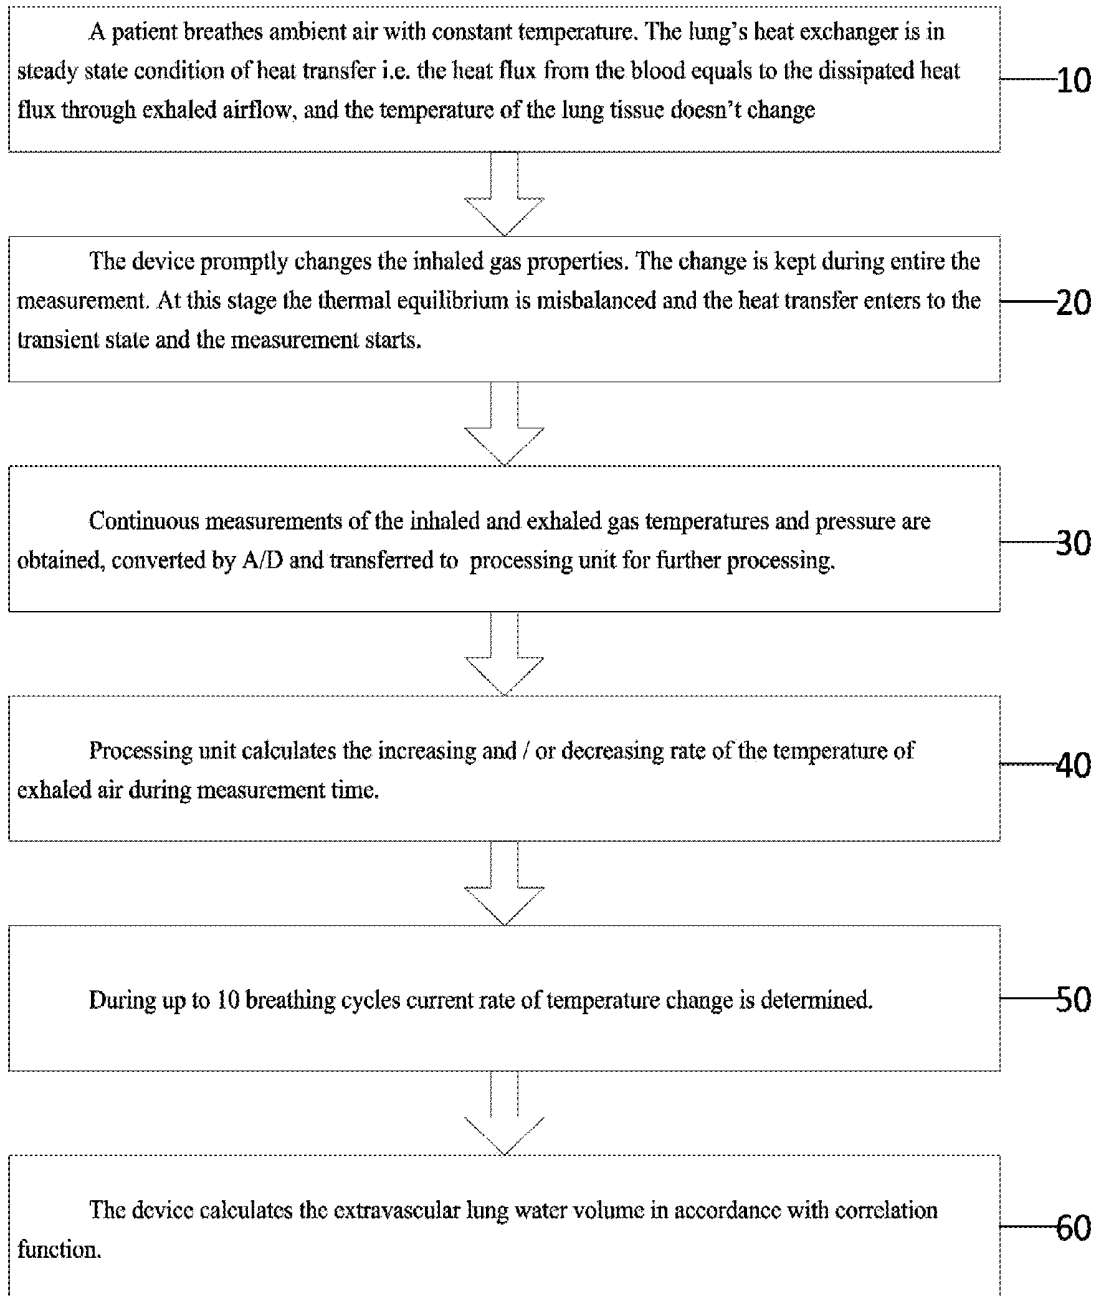 A patient breathes ambient air with constant temperature. The lung's heat exchanger is in
steady state condition of heat transfer i.e. the heat flux from the blood equals to the dissipated heat
flux through exhaled airflow, and the temperature of the lung tissue doesn't change
10
The device promptly changes the inhaled gas properties. The change is kept during entire the
measurement. At this stage the thermal equilibrium is misbalanced and the heat transfer enters to the
transient state and the measurement starts.
20
Continuous measurements of the inhaled and exhaled gas temperatures and pressure are
obtained, converted by A/D and transferred to processing unit for further processing.
30
Processing unit calculates the increasing and / or decreasing rate of the temperature of
exhaled air during measurement time.
40
During up to 10 breathing cycles current rate of temperature change is determined.
50
The device calculates the extravascular lung water volume in accordance with correlation
function.
60